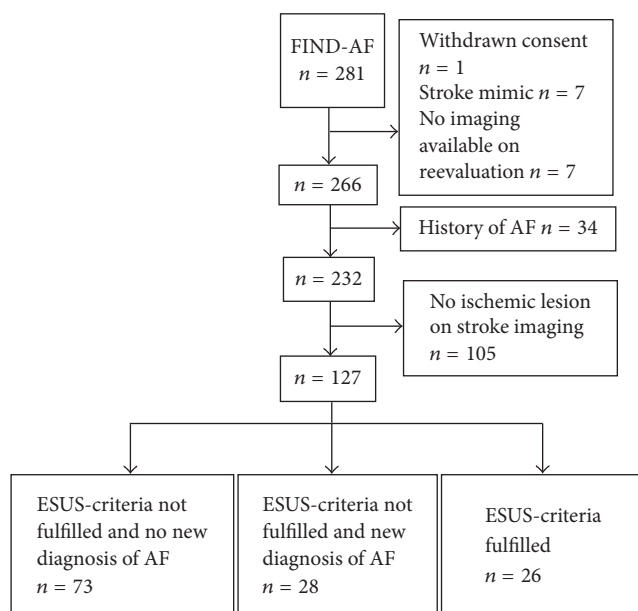 FIND-AF
n = 281
Withdrawn consent
n = 1
Stroke mimic n = 7
No imaging
available on
reevaluation n = 7
n = 266
History of AF n = 34
n = 232
No ischemic lesion
on stroke imaging
n = 105
n = 127
ESUS-criteria not
fulfilled and no new
diagnosis of AF
n = 73
ESUS-criteria not
fulfilled and new
diagnosis of AF
n = 28
ESUS-criteria
fulfilled
n = 26